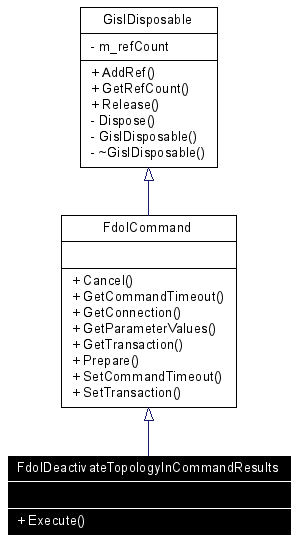 GisIDisposable
- m_refCount
+ AddRef()
+ GetRefCount()
+ Release()
- Dispose()
- GisIDisposable()
- ~GisIDisposable()
FdoICommand
+ Cancel()
+ GetCommandTimeout()
+ GetConnection()
+ GetParameterValues()
+ GetTransaction()
+ Prepare()
+ SetCommandTimeout()
+ SetTransaction()
FdoIDeactivateTopologyInCommandResults
+ Execute()